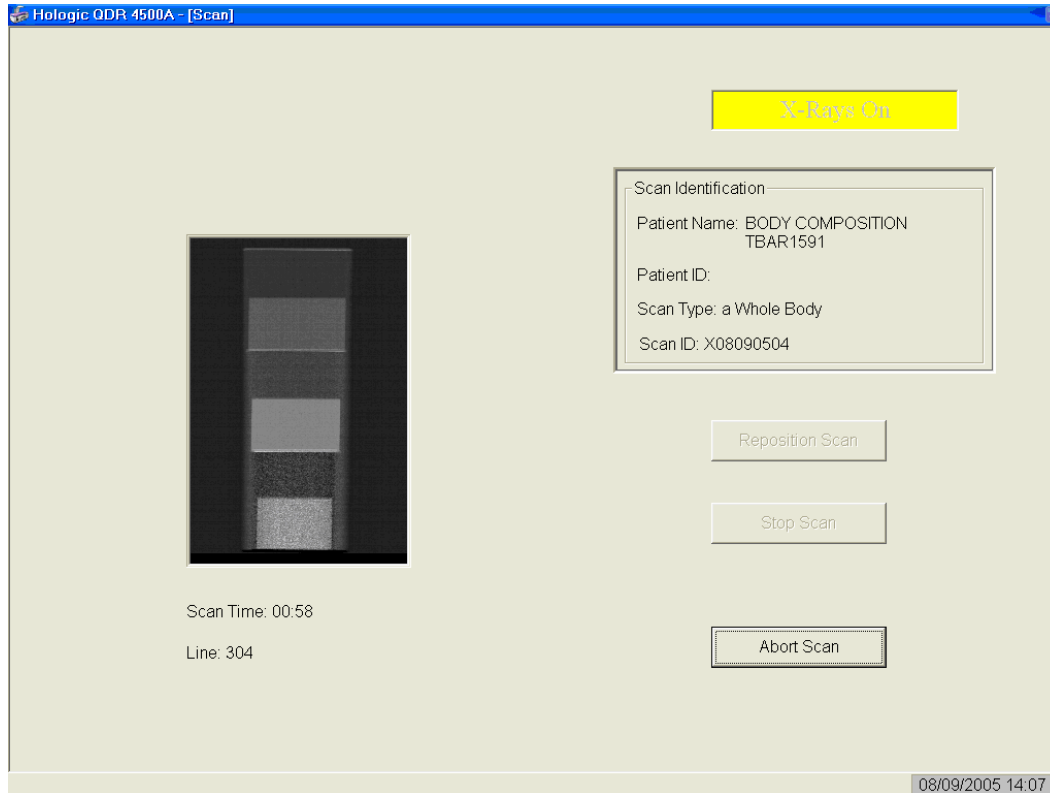 Hologic QDR 4500A - [Scan]
X-Rays On
Scan Identification
Patient Name: BODY COMPOSITION
TBAR1591
Patient ID:
Scan Type: a Whole Body
Scan ID: X08090504
Reposition Scan
Stop Scan
Scan Time: 00:58
Line: 304
Abort Scan
08/09/2005 14:07